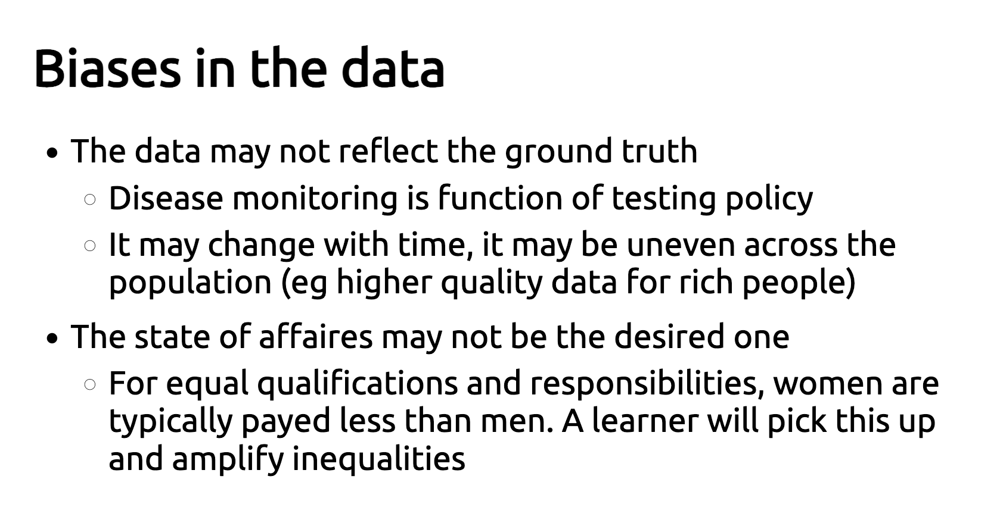 Biases in the data
• The data may not reflect the ground truth
○ Disease monitoring is function of testing policy
○ It may change with time, it may be uneven across the
population (eg higher quality data for rich people)
• The state of affaires may not be the desired one
○ For equal qualifications and responsibilities, women are
typically payed less than men. A learner will pick this up
and amplify inequalities